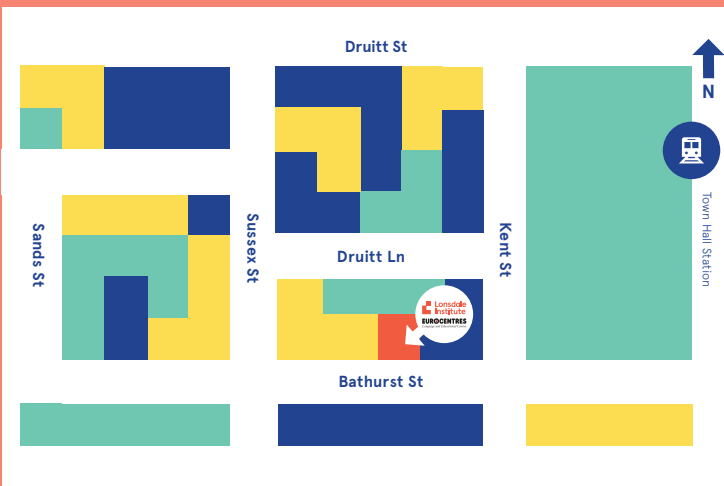 Druitt St
N
Town Hall Station
Sands St
Sussex St
Kent St
Druitt Ln
Lonsdale
Institute
EUROCENTRES
Bathurst St